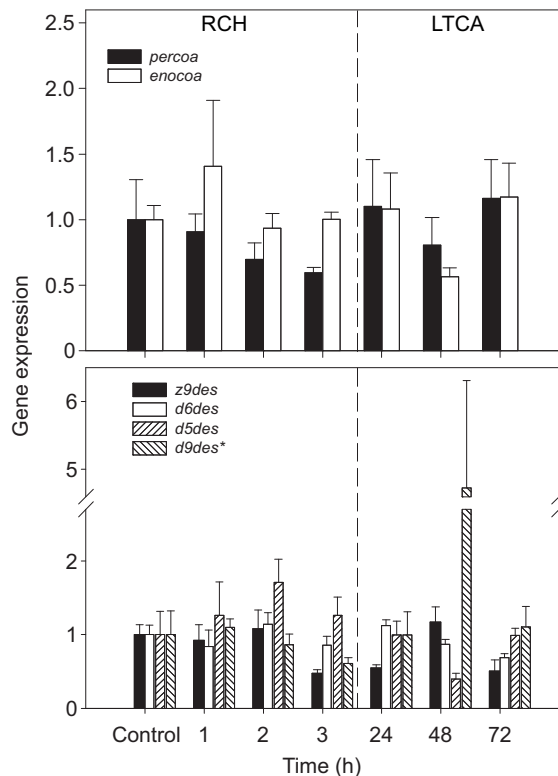 RCH LTCA
percoa
enocoa
2.5
2.0
1.5
1.0
0.5
0
Gene expression
z9des
d6des
d5des
d9des*
6
5
2
1
0
Control 1 2 3 24 48 72
Time (h)